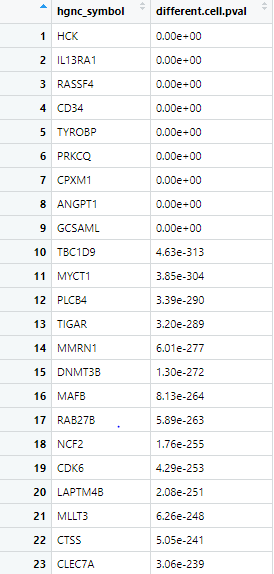 hgnc_symbol different.cell.pval
1 HCK 0.00e+00
2 IL13RA1 0.00e+00
3 RASSF4 0.00e+00
4 CD34 0.00e+00
5 TYROBP 0.00e+00
6 PRKCQ 0.00e+00
7 CPXM1 0.00e+00
8 ANGPT1 0.00e+00
9 GCSAML 0.00e+00
10 TBC1D9 4.63e-313
11 MYCT1 3.85e-304
12 PLCB4 3.39e-290
13 TIGAR 3.20e-289
14 MMRN1 6.01e-277
15 DNMT3B 1.30e-272
16 MAFB 8.13e-264
17 RAB27B 5.89e-263
18 NCF2 1.76e-255
19 CDK6 4.29e-253
20 LAPTM4B 2.08e-251
21 MLLT3 6.26e-248
22 CTSS 5.05e-241
23 CLEC7A 3.06e-239